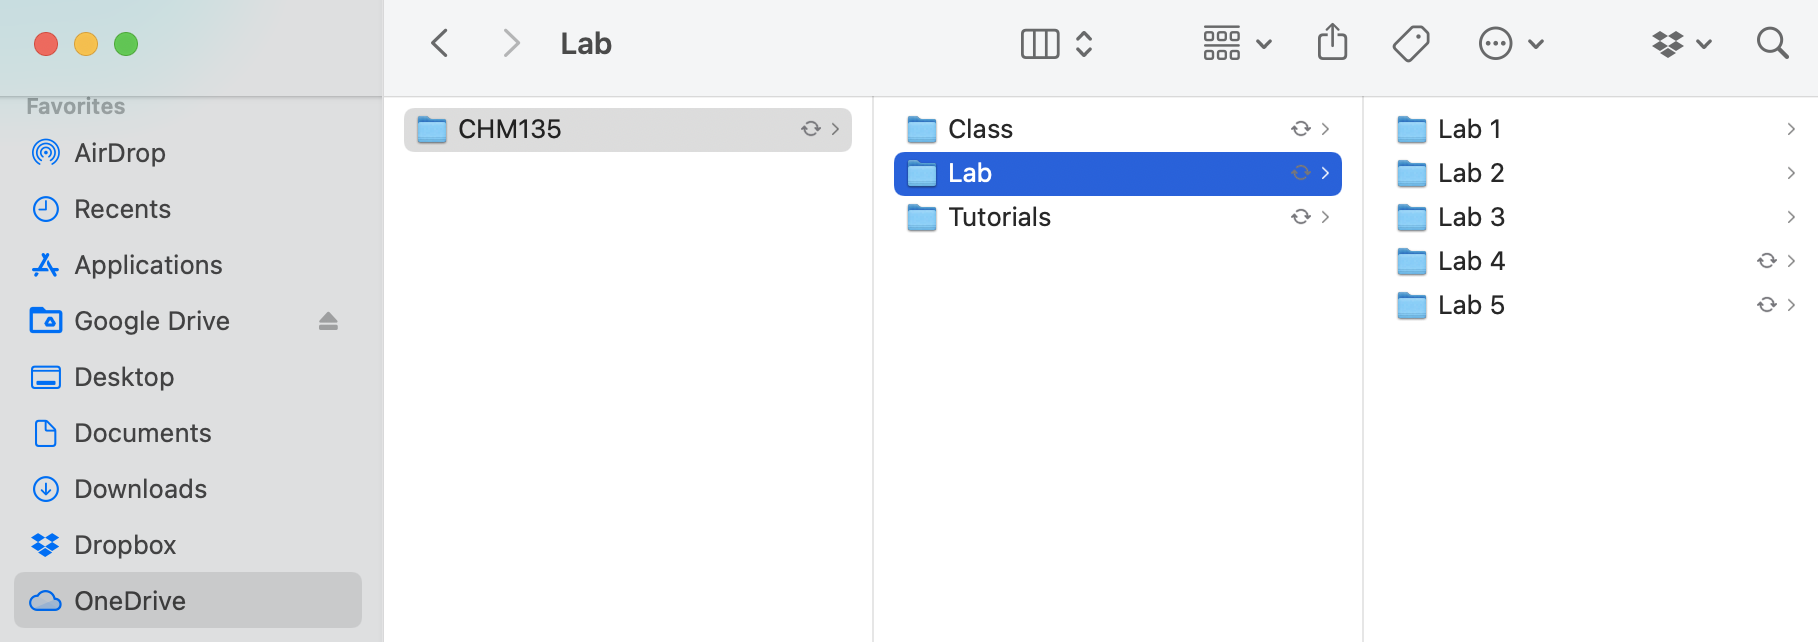 Lab
Favorites
AirDrop
Recents
Applications
Google Drive
Desktop
Documents
Downloads
Dropbox
OneDrive
CHM135
Class
Lab
Tutorials
Lab 1
Lab 2
Lab 3
Lab 4
Lab 5